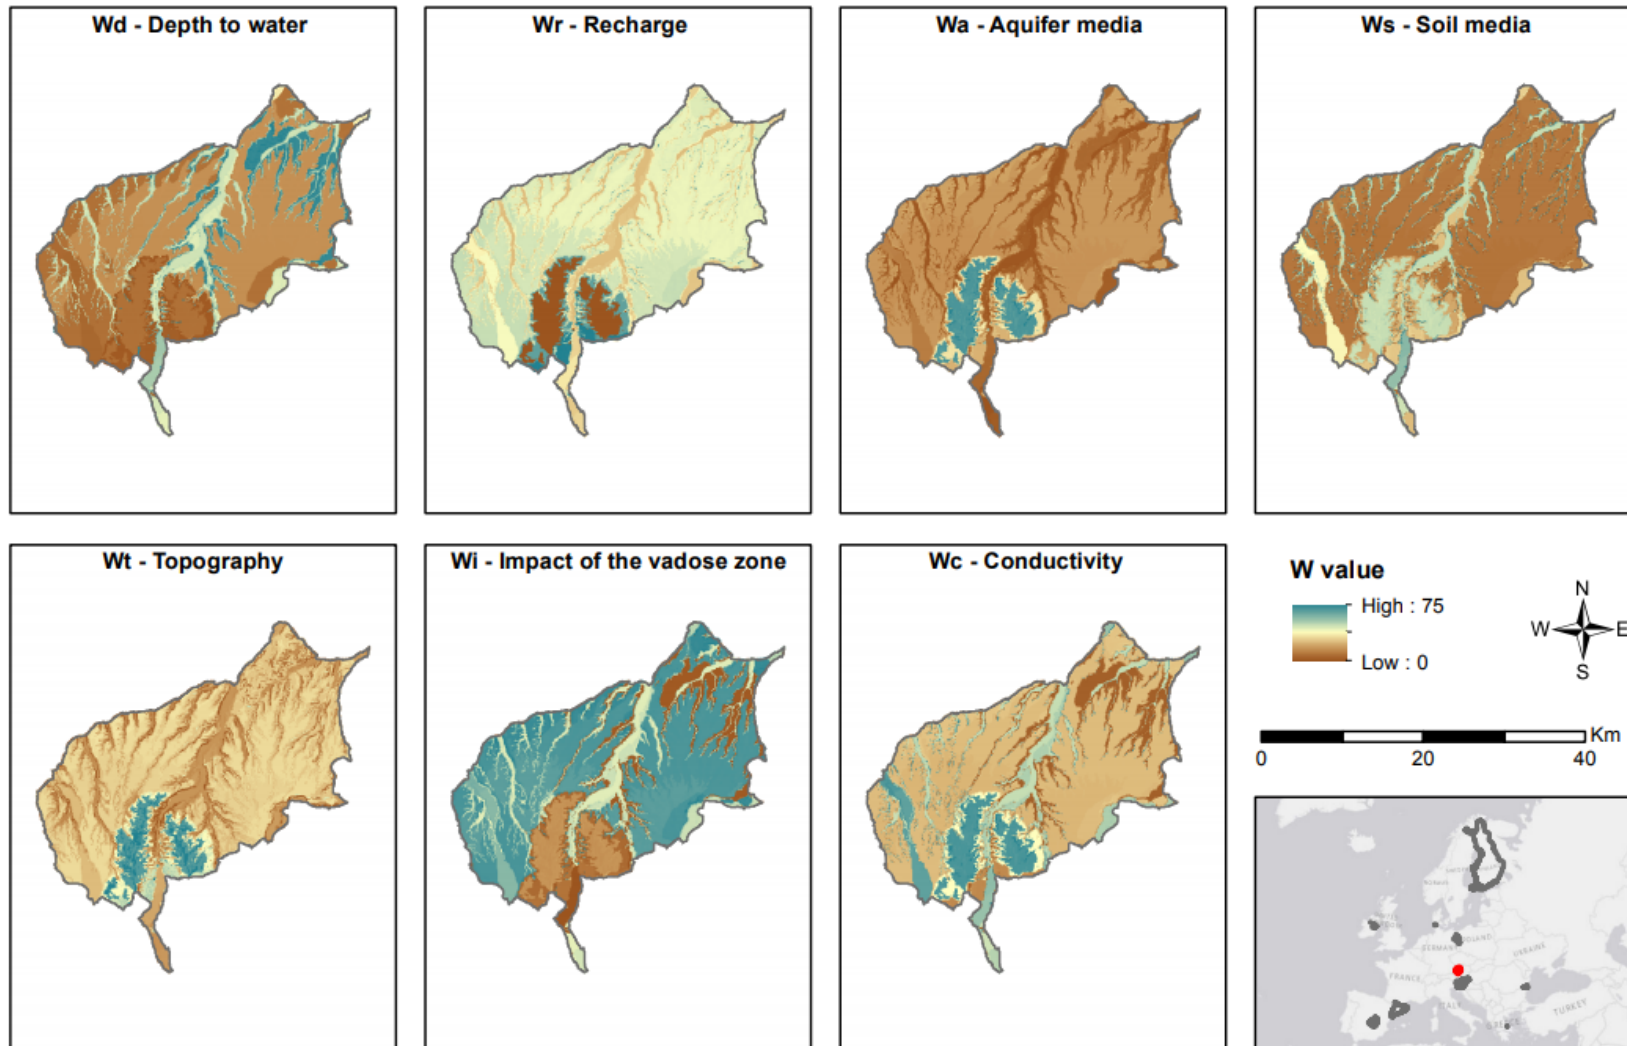 Wd - Depth to water
Wr - Recharge
Wa - Aquifer media
Ws - Soil media
Wt - Topography
Wi - Impact of the vadose zone
Wc - Conductivity
W value
High : 75
Low : 0
N
W
E
S
Km
0
20
40
UKRAINE
FRANCE
ITALY
TURKEY